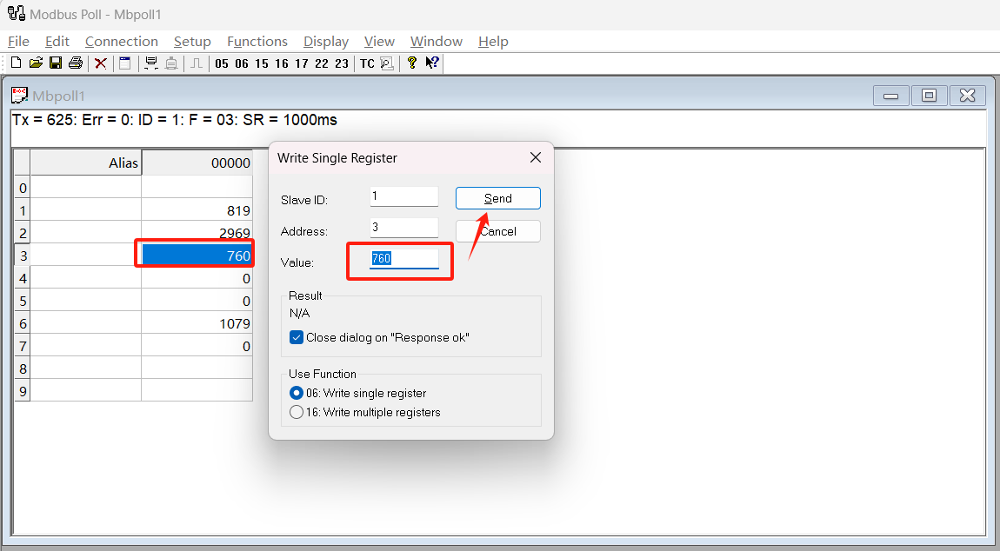 Modbus Poll - Mbpoll1
File Edit Connection Setup Functions Display View Window Help
05 06 15 16 17 22 23 TC
Mbpoll1
Tx = 625: Err = 0: ID = 1: F = 03: SR = 1000ms
Alias 00000
0
1 819
2 2969
3 760
4 0
5 0
6 1079
7 0
8
9
Write Single Register
Slave ID: 1 Send
Address: 3 Cancel
Value: 760
Result
N/A
Close dialog on "Response ok"
Use Function
06: Write single register
16: Write multiple registers